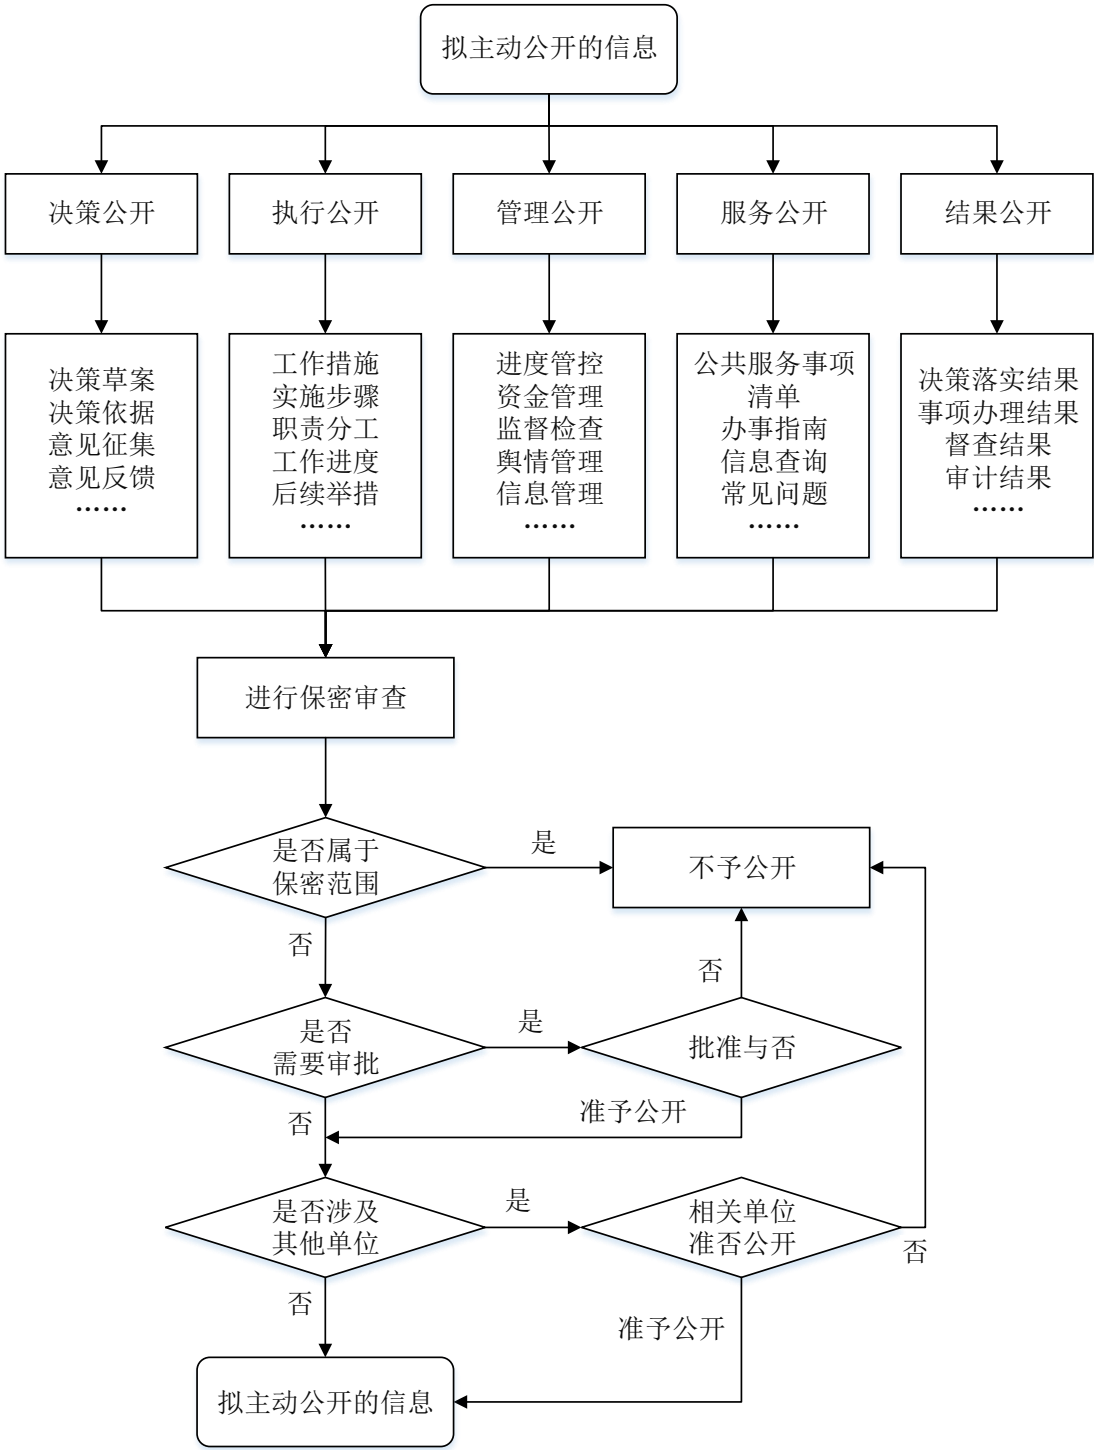 拟主动公开的信息
决策公开
执行公开
管理公开
服务公开
结果公开
决策草案
决策依据
意见征集
意见反馈
……
工作措施
实施步骤
职责分工
工作进度
后续举措
……
进度管控
资金管理
监督检查
舆情管理
信息管理
……
公共服务事项
清单
办事指南
信息查询
常见问题
……
决策落实结果
事项办理结果
督查结果
审计结果
……
进行保密审查
是否属于
保密范围
是
不予公开
否
否
是否
需要审批
是
批准与否
否
准予公开
是否涉及
其他单位
是
相关单位
准否公开
否
否
准予公开
拟主动公开的信息